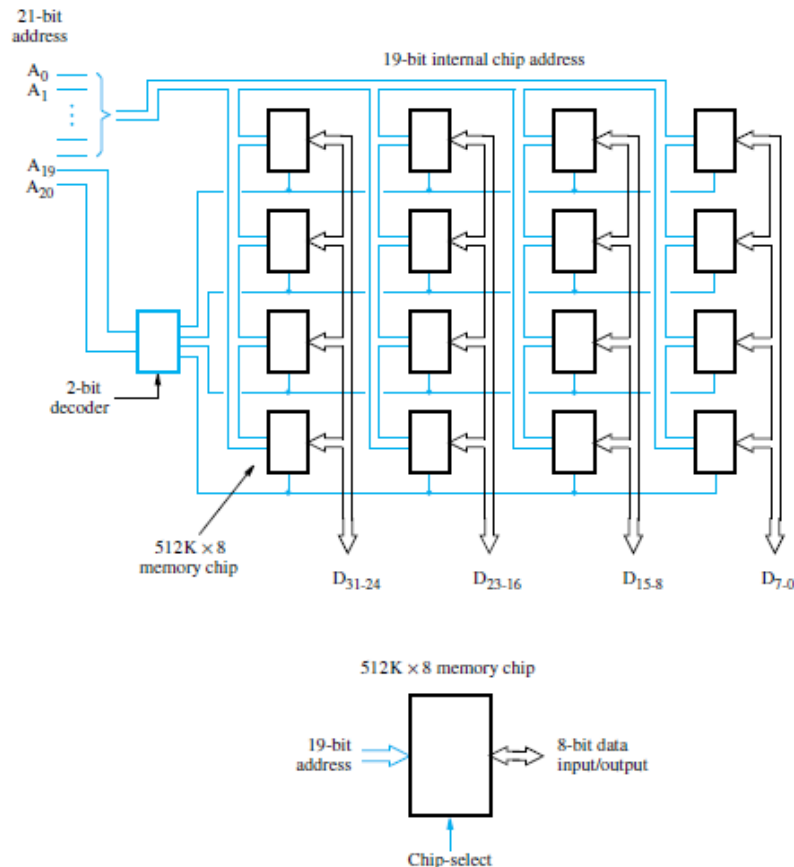 21-bit
address
19-bit internal chip address
A0
A1
A19
A20
2-bit
decoder
512K × 8
memory chip
D31-24
D23-16
D15-8
D7-0
512K × 8 memory chip
19-bit
address
8-bit data
input/output
Chip-select